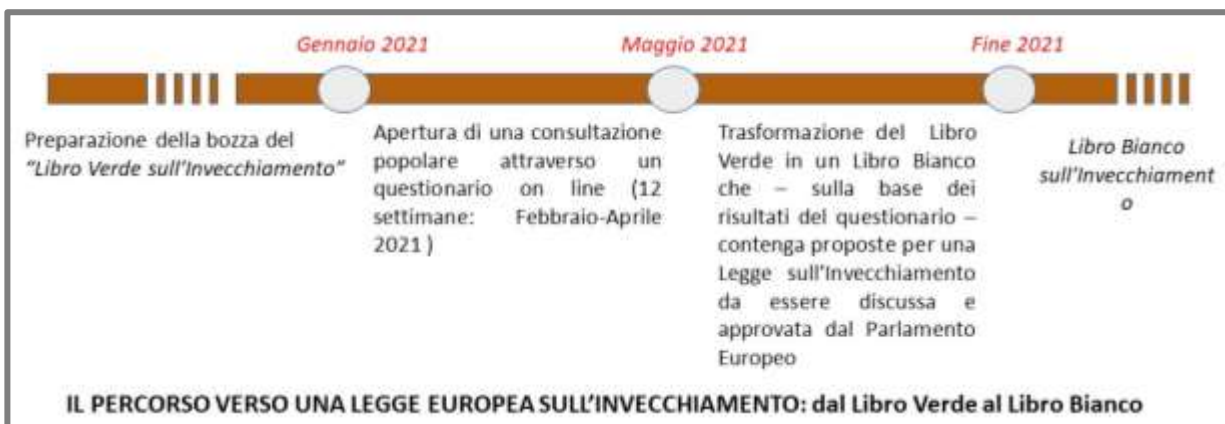 Gennaio 2021
Maggio 2021
Fine 2021
Preparazione della bozza del
"Libro Verde sull'Invecchiamento"
Apertura di una consultazione
popolare attraverso un
questionario on line (12
settimane: Febbraio-Aprile
2021 )
Trasformazione del Libro
Verde in un Libro Bianco
che – sulla base dei
risultati del questionario –
contenga proposte per una
Legge sull'Invecchiamento
da essere discussa e
approvata dal Parlamento
Europeo
Libro Bianco
sull'Invecchiament
o
IL PERCORSO VERSO UNA LEGGE EUROPEA SULL'INVECCHIAMENTO: dal Libro Verde al Libro Bianco